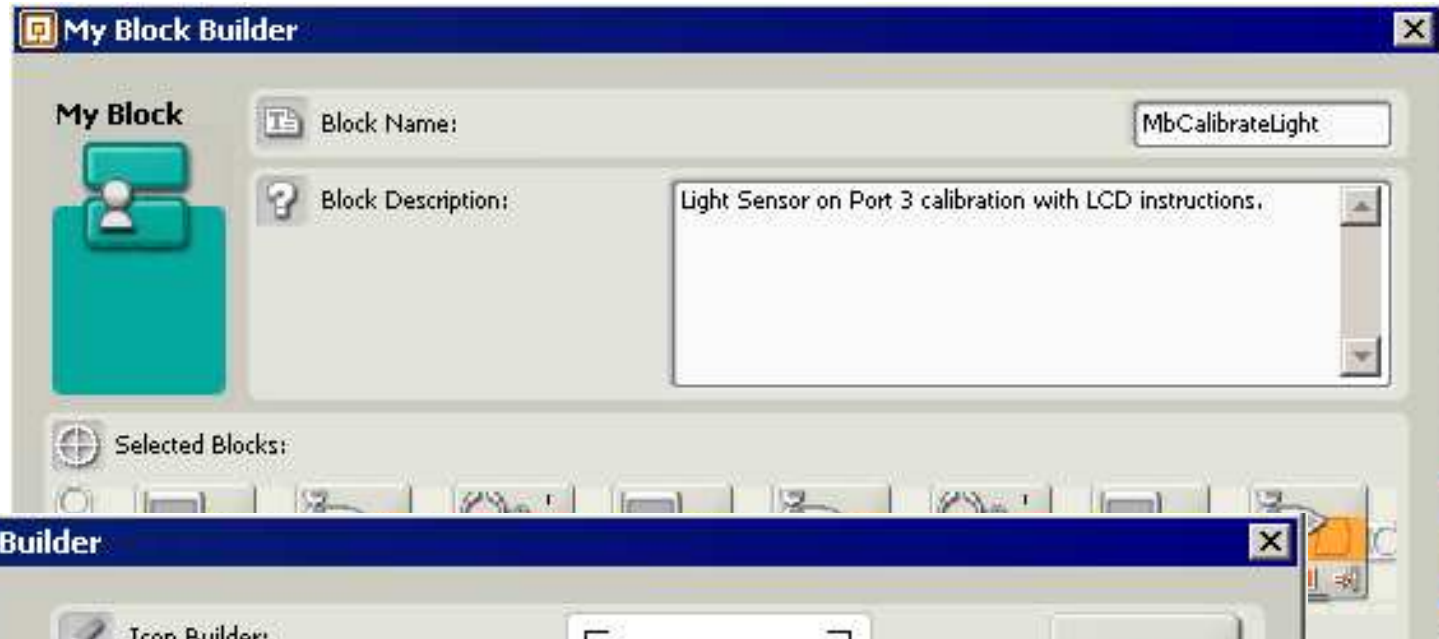 My Block Builder
My Block
Block Name:
MbCalibrateLight
Block Description:
Light Sensor on Port 3 calibration with LCD instructions.
Selected Blocks:
Builder
Icon Builder: